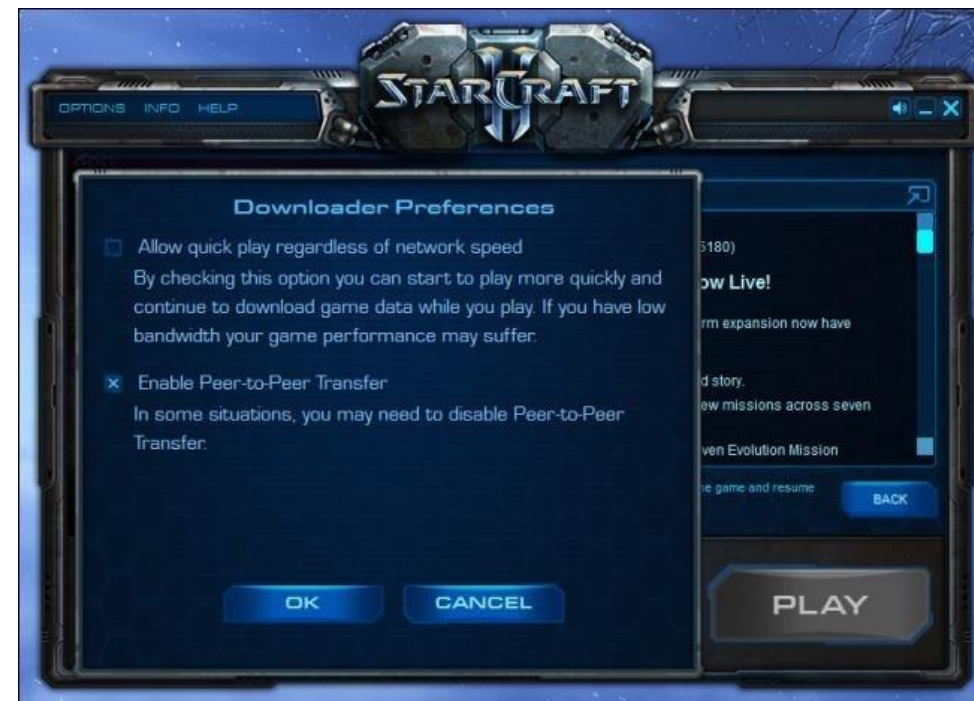 STARCRAFT
II
OPTIONS INFO HELP
Downloader Preferences
Allow quick play regardless of network speed
By checking this option you can start to play more quickly and
continue to download game data while you play. If you have low
bandwidth your game performance may suffer.
Enable Peer-to-Peer Transfer
In some situations, you may need to disable Peer-to-Peer
Transfer.
OK CANCEL
5180)
ow Live!
rm expansion now have
d story.
ew missions across seven
ven Evolution Mission
e game and resume
BACK
PLAY